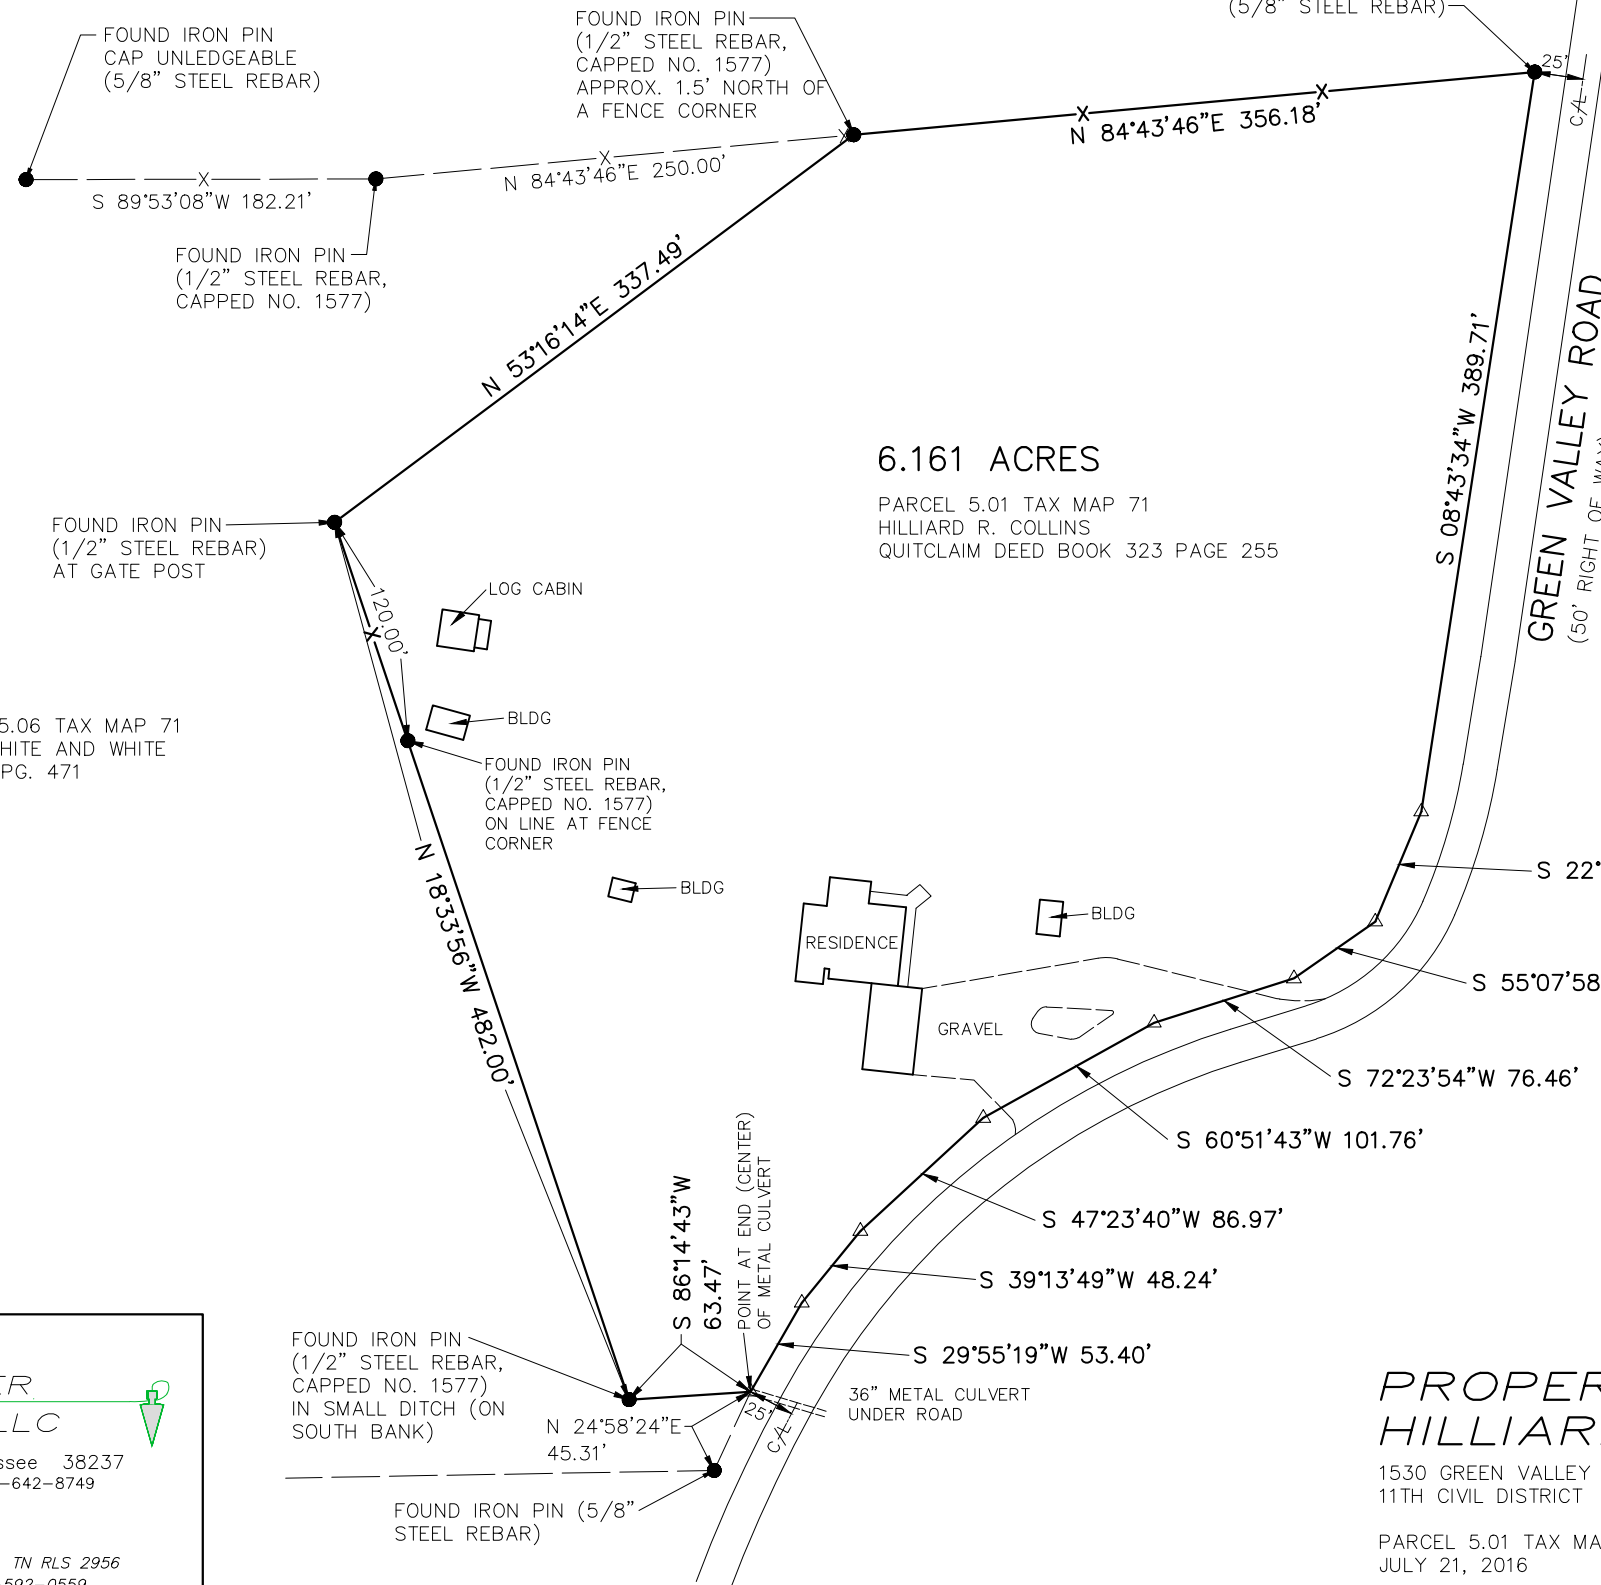 (5/8” STEEL REBAR)
FOUND IRON PIN
CAP UNLEDGEABLE
(5/8” STEEL REBAR)
FOUND IRON PIN
(1/2” STEEL REBAR,
CAPPED NO. 1577)
APPROX. 1.5’ NORTH OF
A FENCE CORNER
25’
C/L
N 84°43’46”E 356.18’
N 84°43’46”E 250.00’
S 89°53’08”W 182.21’
FOUND IRON PIN
(1/2” STEEL REBAR,
CAPPED NO. 1577)
N 53°16’14”E 337.49’
S 08°43’34”W 389.71’
GREEN VALLEY ROAD
(50’ RIGHT OF WAY)
6.161 ACRES
PARCEL 5.01 TAX MAP 71
HILLIARD R. COLLINS
QUITCLAIM DEED BOOK 323 PAGE 255
FOUND IRON PIN
(1/2” STEEL REBAR)
AT GATE POST
LOG CABIN
120.00’
BLDG
5.06 TAX MAP 71
HITE AND WHITE
PG. 471
FOUND IRON PIN
(1/2” STEEL REBAR,
CAPPED NO. 1577)
ON LINE AT FENCE
CORNER
N 18°33’56”W 482.00’
BLDG
RESIDENCE
BLDG
GRAVEL
S 22°
S 55°07’58
S 72°23’54”W 76.46’
S 60°51’43”W 101.76’
S 47°23’40”W 86.97’
S 39°13’49”W 48.24’
S 29°55’19”W 53.40’
S 86°14’43”W
63.47’
POINT AT END (CENTER)
OF METAL CULVERT
36” METAL CULVERT
UNDER ROAD
25’
C/L
FOUND IRON PIN
(1/2” STEEL REBAR,
CAPPED NO. 1577)
IN SMALL DITCH (ON
SOUTH BANK)
N 24°58’24”E
45.31’
FOUND IRON PIN (5/8”
STEEL REBAR)
ER
LLC
ssee 38237
-642-8749
TN RLS 2956
592-0559
PROPER
HILLIAR
1530 GREEN VALLEY
11TH CIVIL DISTRICT
PARCEL 5.01 TAX MA
JULY 21, 2016